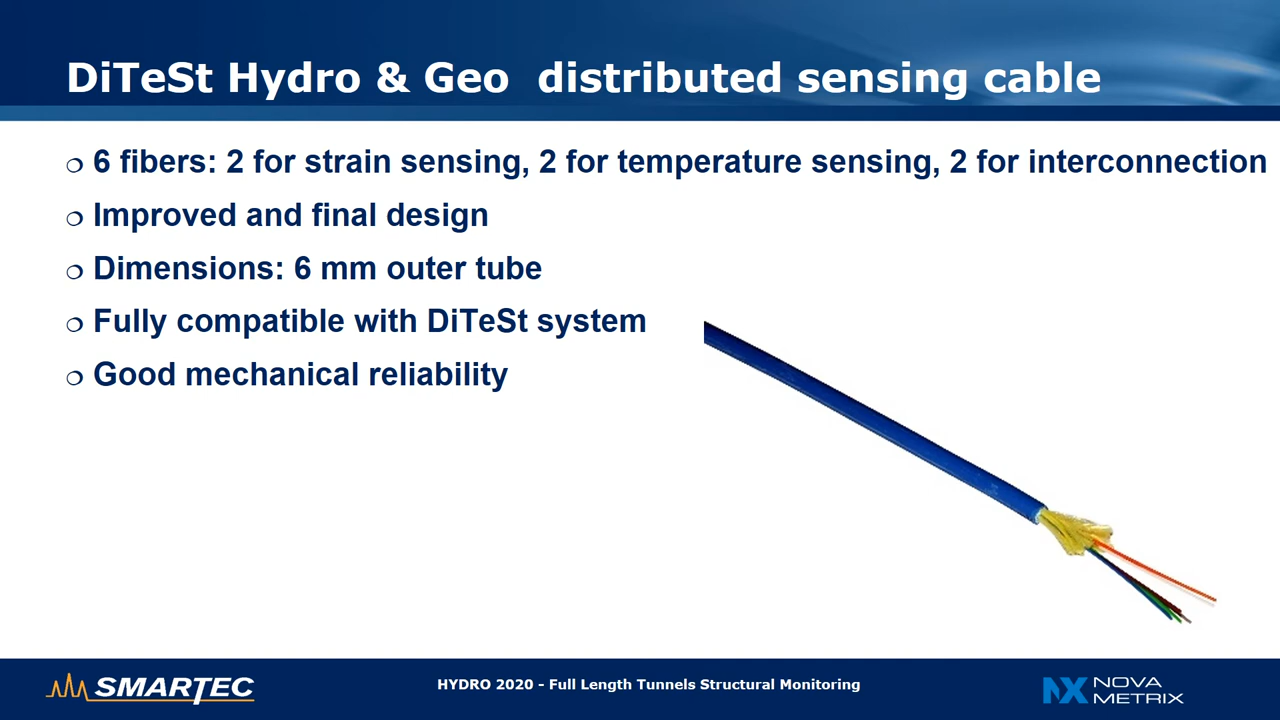 DiTeSt Hydro & Geo  distributed sensing cable
6 fibers: 2 for strain sensing, 2 for temperature sensing, 2 for interconnection
Improved and final design
Dimensions: 6 mm outer tube
Fully compatible with DiTeSt system
Good mechanical reliability
SMARTEC
HYDRO 2020 - Full Length Tunnels Structural Monitoring
NX NOVA
METRIX